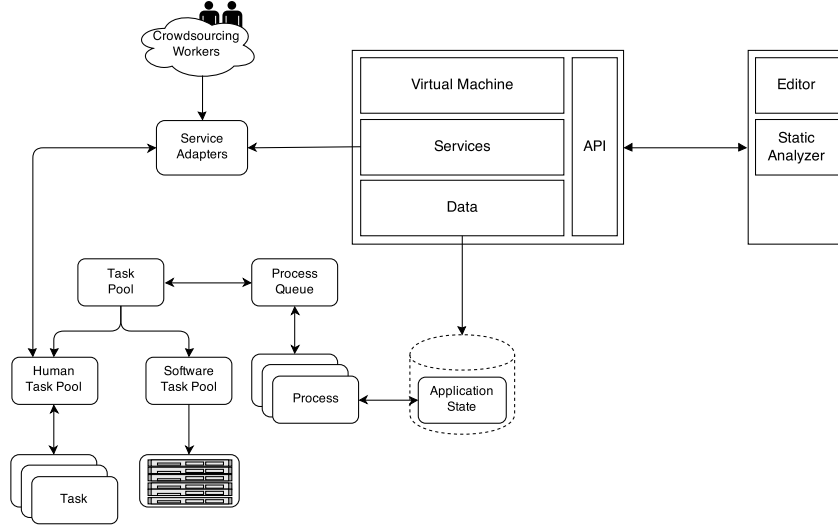 Crowdsourcing
Workers
Service
Adapters
Virtual Machine
Services
Data
API
Editor
Static
Analyzer
Task
Pool
Process
Queue
Human
Task Pool
Software
Task Pool
Process
Application
State
Task